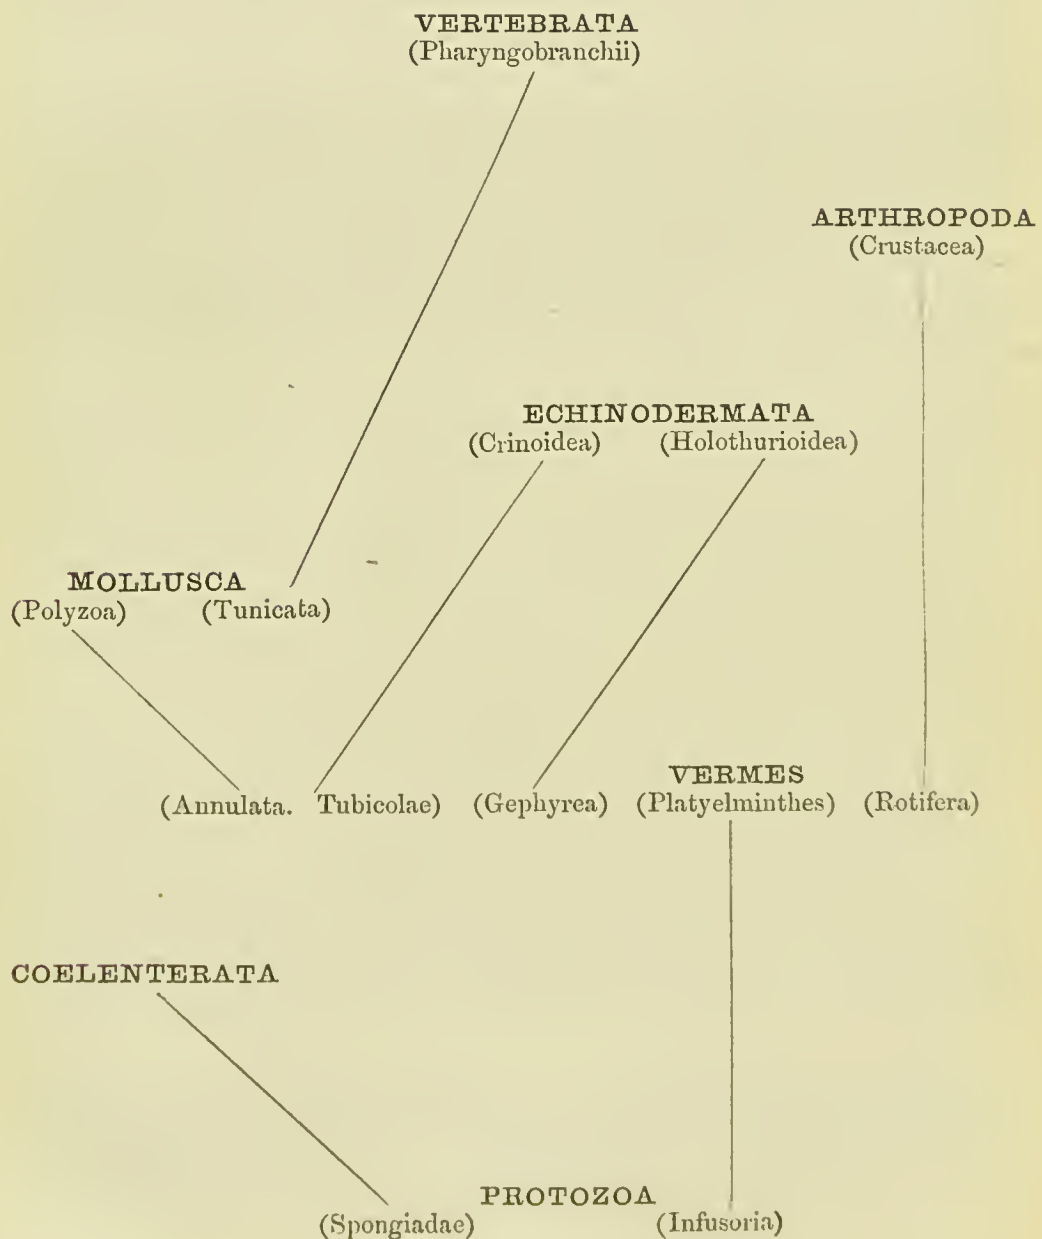 VERTEBRATA
(Pharyngobranchii)
ARTHROPODA
(Crustacea)
ECHINODERMATA
(Crinoidea) (Holothurioidea)
MOLLUSCA
(Polyzoa) (Tunicata)
VERMES
(Annulata. Tubicolae) (Gephyrea) (Platyelminthes) (Rotifera)
COELENTERATA
PROTOZOA
(Spongiadae) (Infusoria)